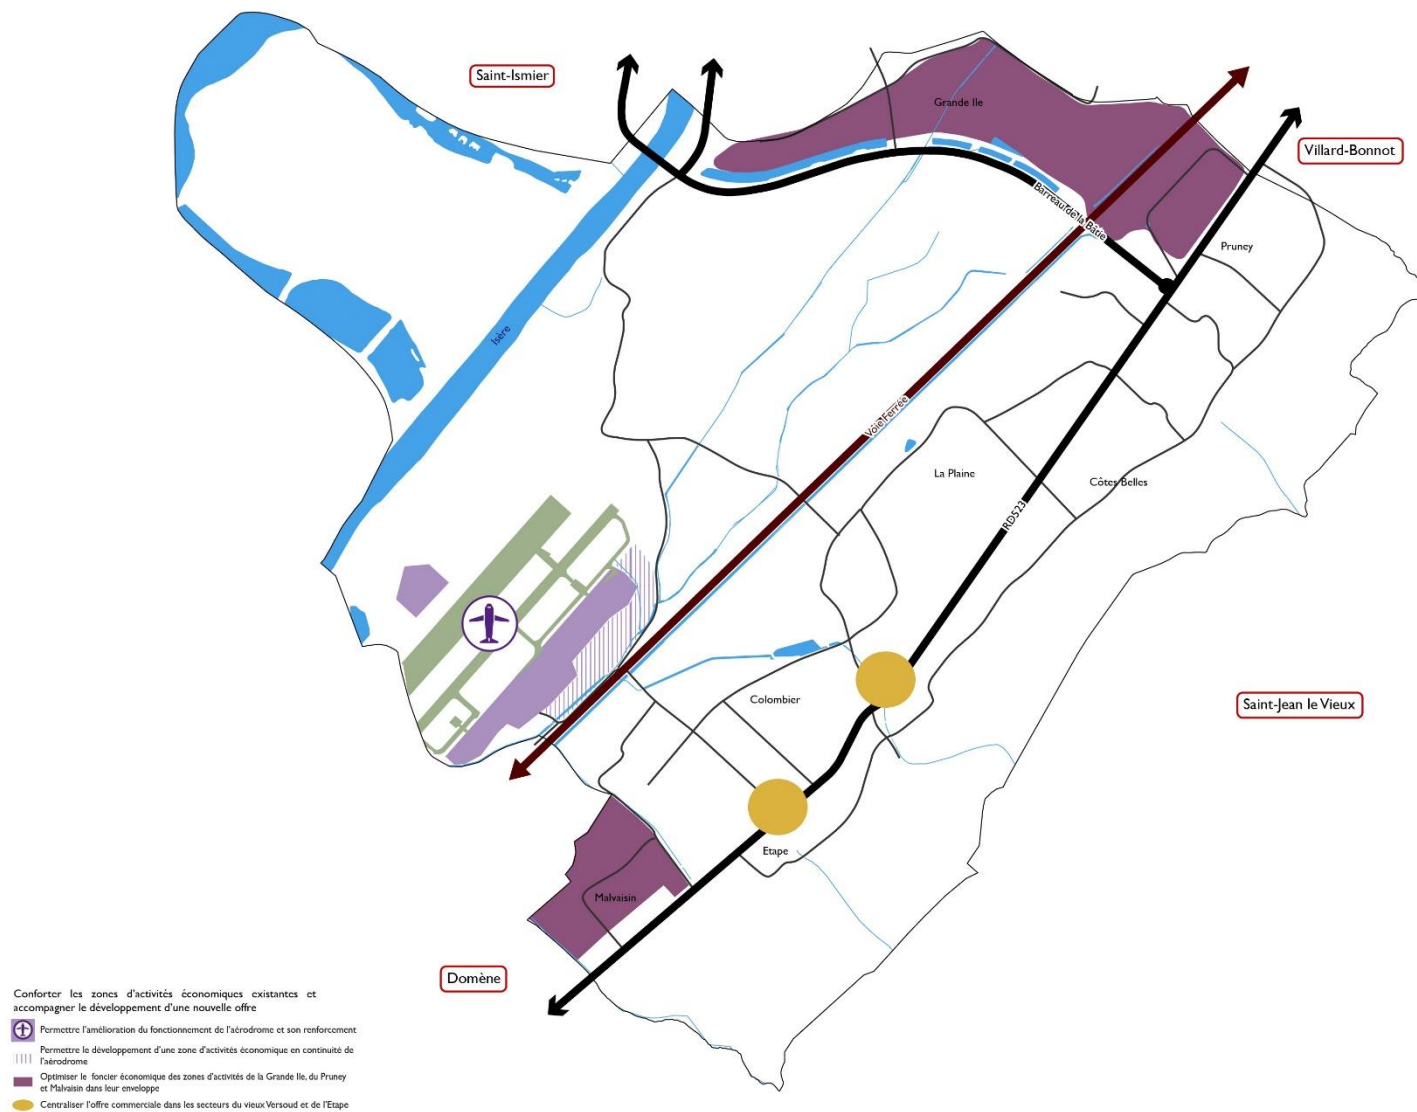 Saint-Ismier
Grande Ile
Villard-Bonnot
Barreau de la Bâtie
Pruney
Isère
Voie Ferrée
La Plaine
Côtes Belles
RD523
Colombier
Saint-Jean le Vieux
Etape
Malvaisin
Domène
Conforter les zones d'activités économiques existantes et
accompagner le développement d'une nouvelle offre
Permettre l'amélioration du fonctionnement de l'aérodrome et son renforcement
Permettre le développement d'une zone d'activités économique en continuité de
l'aérodrome
Optimiser le foncier économique des zones d'activités de la Grande Ile, du Pruney
et Malvaisin dans leur enveloppe
Centraliser l'offre commerciale dans les secteurs du vieux Versoud et de l'Etape